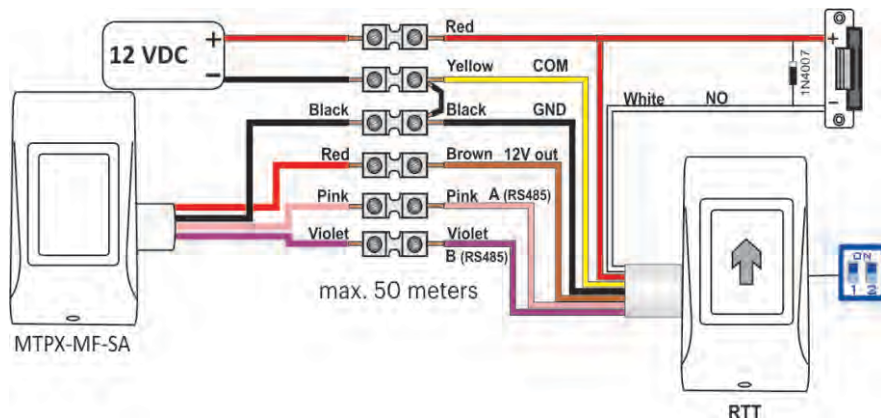 12 VDC
+
−
Red
Yellow COM
Black
Black GND
White NO
+
−
1N4007
Red
Brown 12V out
Pink
Pink A (RS485)
Violet
Violet
B (RS485)
max. 50 meters
MTPX-MF-SA
RTT
ON
1 2